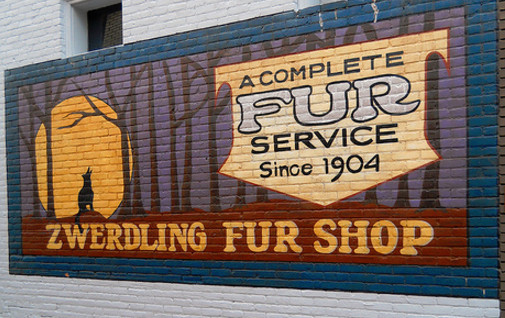 A COMPLETE
FUR
SERVICE
Since 1904
ZWERDLING FUR SHOP